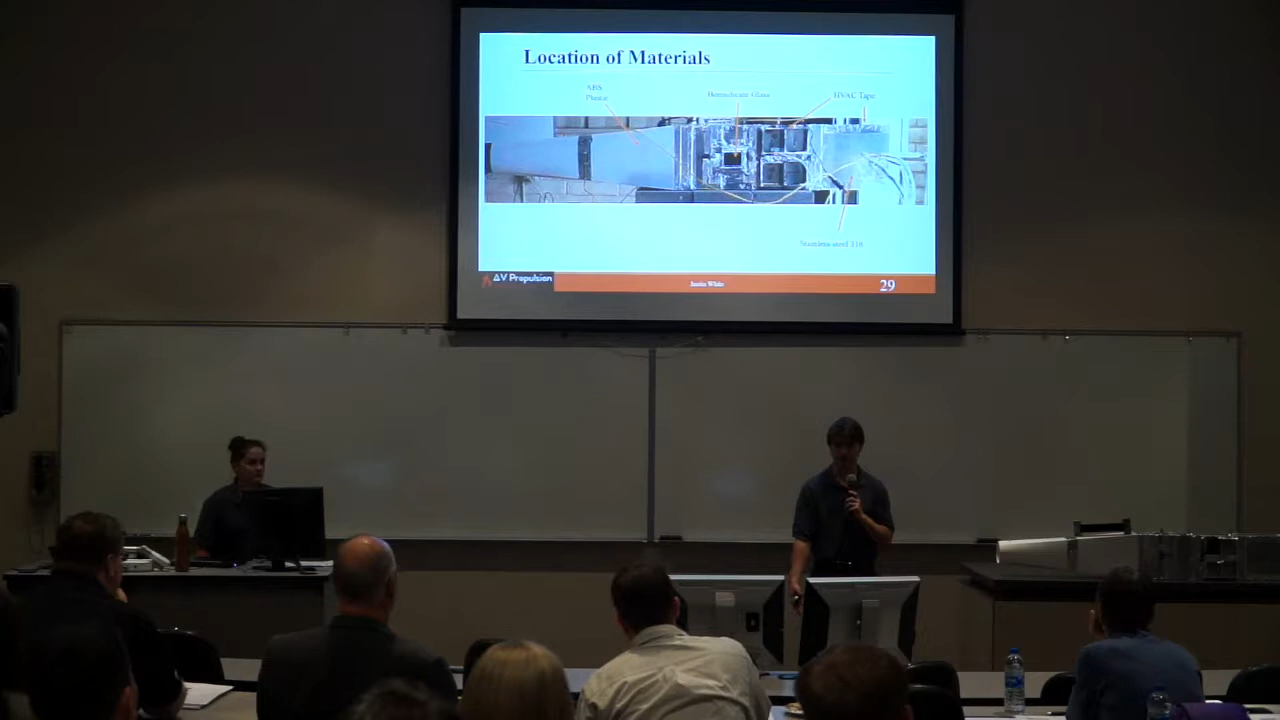 Location of Materials
ABS
Plastic
Borosilicate Glass
HVAC Tape
Stainless steel 316
ΔV Propulsion
Justin White
29